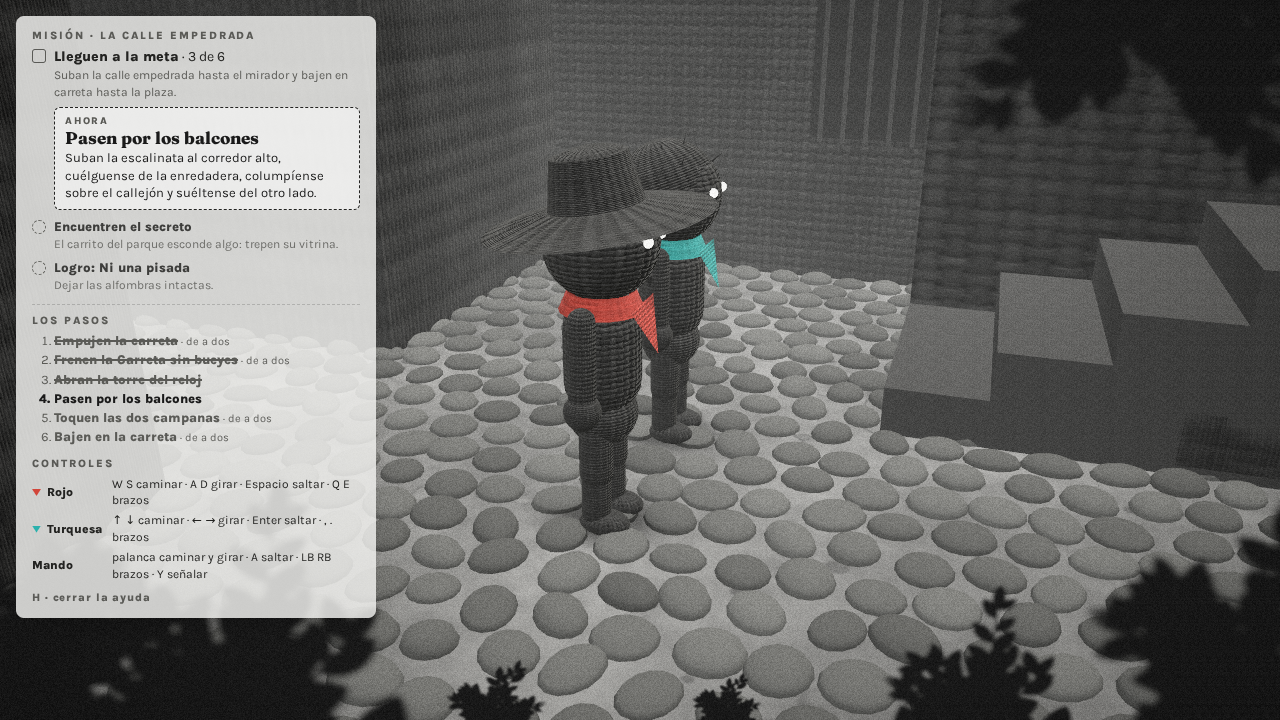 MISIÓN · LA CALLE EMPEDRADA
Lleguen a la meta · 3 de 6
Suban la calle empedrada hasta el mirador y bajen en
carreta hasta la plaza.
AHORA
Pasen por los balcones
Suban la escalinata al corredor alto,
cuélguense de la enredadera, columpíense
sobre el callejón y suéltense del otro lado.
Encuentren el secreto
El carrito del parque esconde algo: trepen su vitrina.
Logro: Ni una pisada
Dejar las alfombras intactas.
LOS PASOS
1. Empujen la carreta · de a dos
2. Frenen la Carreta sin bueyes · de a dos
3. Abran la torre del reloj
4. Pasen por los balcones
5. Toquen las dos campanas · de a dos
6. Bajen en la carreta · de a dos
CONTROLES
Rojo W S caminar · A D girar · Espacio saltar · Q E
brazos
Turquesa ↑ ↓ caminar · ← → girar · Enter saltar · , .
brazos
Mando palanca caminar y girar · A saltar · LB RB
brazos · Y señalar
H · cerrar la ayuda